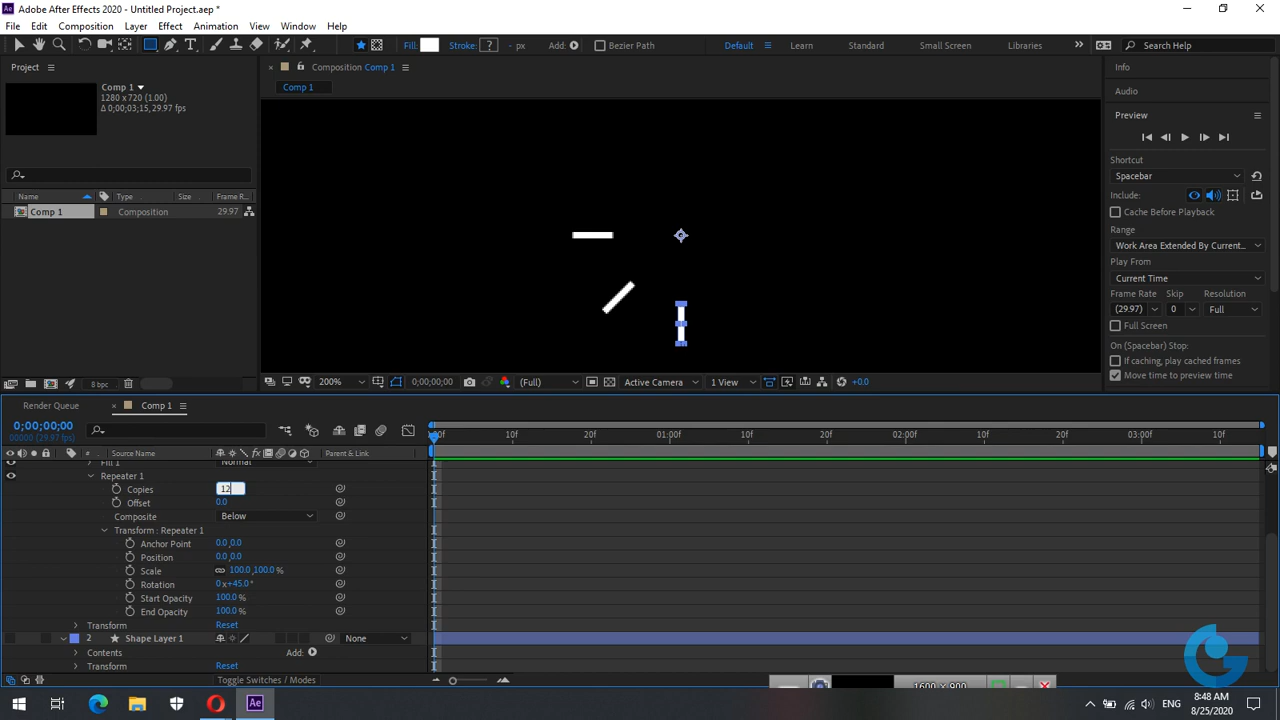 Adobe After Effects 2020 - Untitled Project.aep *
File Edit Composition Layer Effect Animation View Window Help
Fill: Stroke: ? - px Add: Bezier Path Default Learn Standard Small Screen Libraries Search Help
Project
Composition Comp 1
Info
Comp 1
1280 x 720 (1.00)
Δ 0;00;03;15, 29.97 fps
Comp 1
Audio
Preview
Shortcut
Spacebar
Include:
Cache Before Playback
Range
Work Area Extended By Current...
Play From
Current Time
Frame Rate Skip Resolution
(29.97) 0 Full
Full Screen
On (Spacebar) Stop:
If caching, play cached frames
Move time to preview time
Name Type Size Frame R...
Comp 1 Composition 29.97
8 bpc
200% 0;00;00;00 (Full) Active Camera 1 View +0.0
Render Queue Comp 1
0;00;00;00
00000 (29.97 fps)
:00f 10f 20f 01:00f 10f 20f 02:00f 10f 20f 03:00f 10f
# Source Name Parent & Link
Fill 1 Normal
Repeater 1
Copies 12
Offset 0.0
Composite Below
Transform : Repeater 1
Anchor Point 0.0,0.0
Position 0.0,0.0
Scale 100.0,100.0 %
Rotation 0 x+45.0 °
Start Opacity 100.0 %
End Opacity 100.0 %
Transform Reset
2 Shape Layer 1 None
Contents Add:
Transform Reset
Toggle Switches / Modes
1600 x 900
Ae
ENG
8:48 AM
8/25/2020